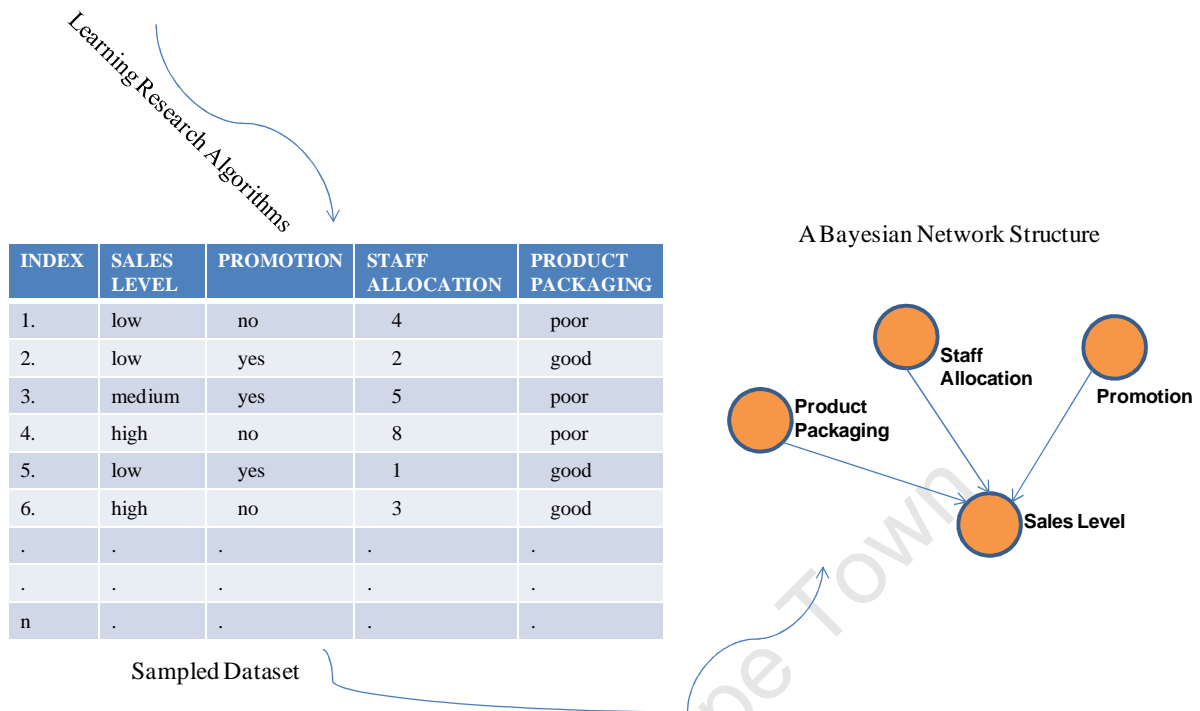 Learning Research Algorithms
INDEX SALES LEVEL PROMOTION STAFF ALLOCATION PRODUCT PACKAGING
1. low no 4 poor
2. low yes 2 good
3. medium yes 5 poor
4. high no 8 poor
5. low yes 1 good
6. high no 3 good
. . . . .
. . . . .
n . . . .
Sampled Dataset
A Bayesian Network Structure
Staff
Allocation
Promotion
Product
Packaging
Sales Level
Town